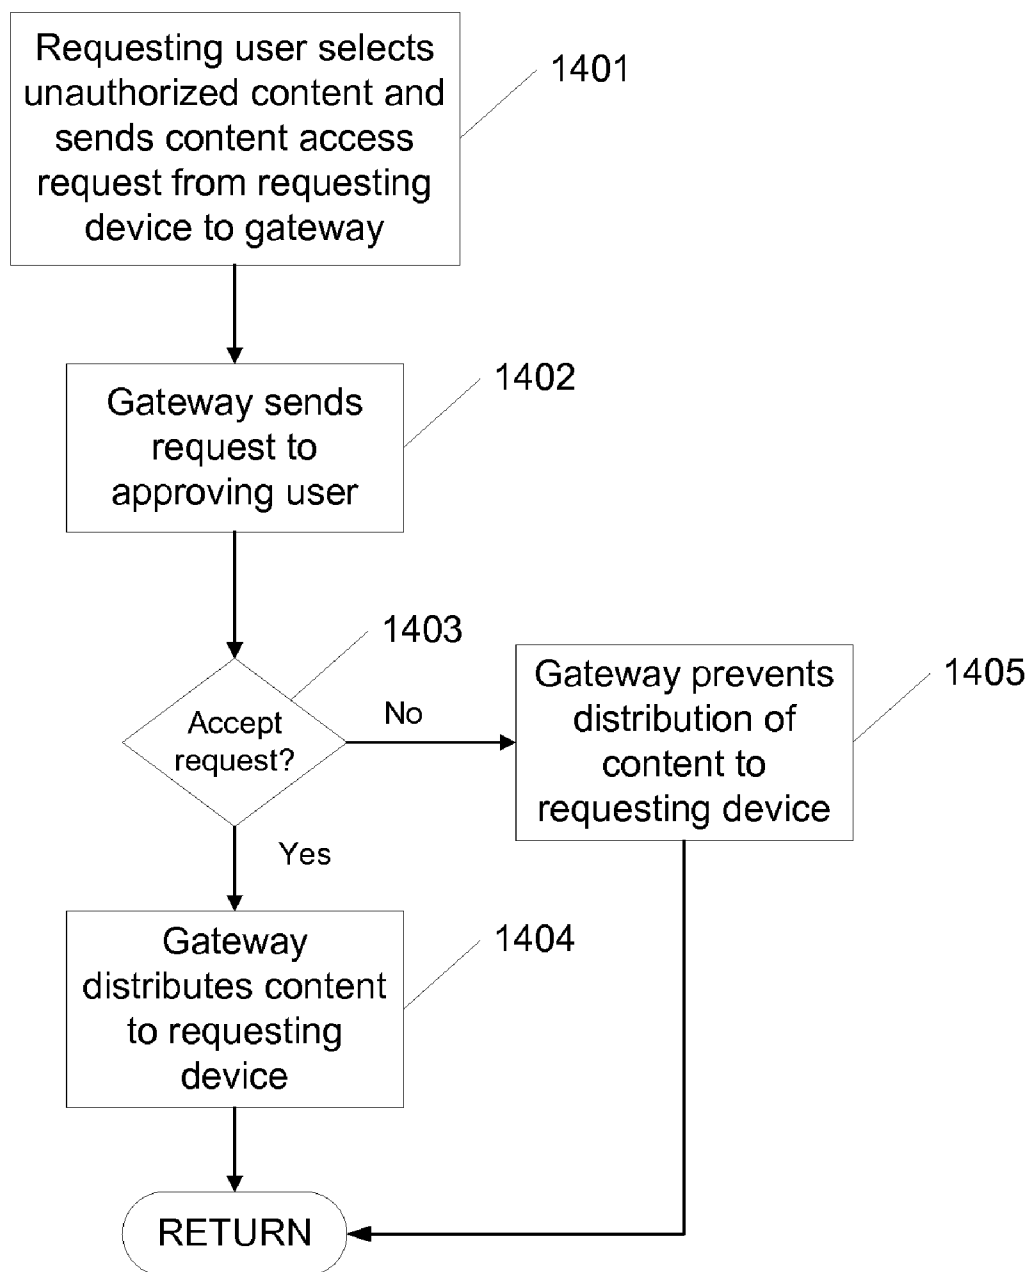 Requesting user selects
unauthorized content and
sends content access
request from requesting
device to gateway
1401
Gateway sends
request to
approving user
1402
Accept
request?
1403
No
Gateway prevents
distribution of
content to
requesting device
1405
Yes
Gateway
distributes content
to requesting
device
1404
RETURN